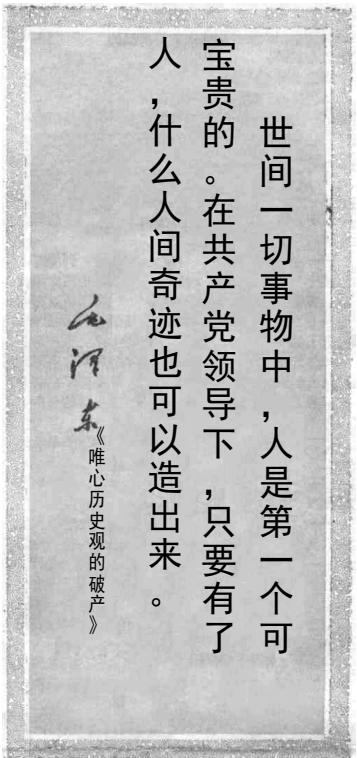 世间一切事物中，人是第一个可
宝贵的。在共产党领导下，只要有了
人，什么人间奇迹也可以造出来。
毛泽东
《唯心历史观的破产》